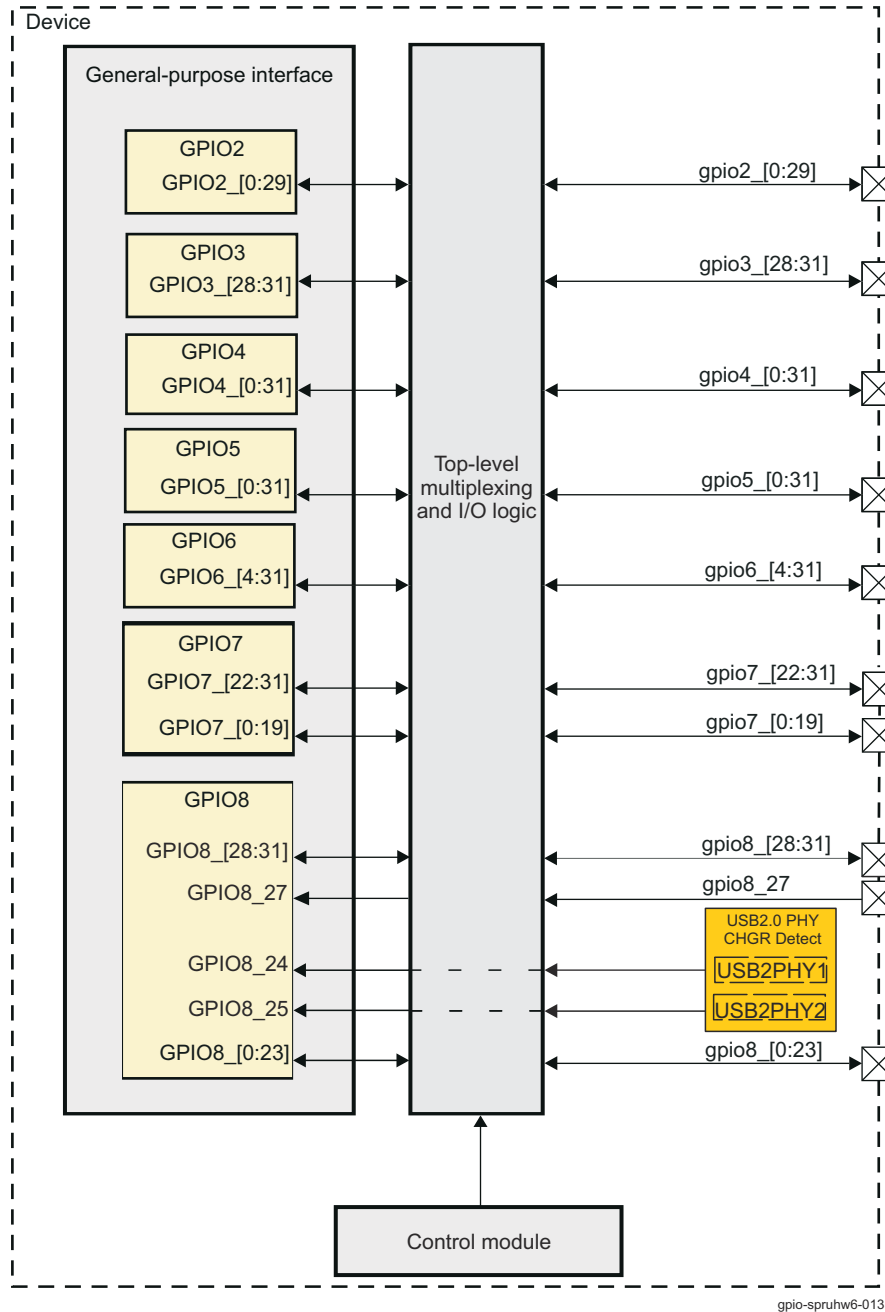 Device
General-purpose interface
GPIO2
GPIO2_[0:29]
gpio2_[0:29]
GPIO3
GPIO3_[28:31]
gpio3_[28:31]
GPIO4
GPIO4_[0:31]
gpio4_[0:31]
GPIO5
GPIO5_[0:31]
gpio5_[0:31]
Top-level
multiplexing
and I/O logic
GPIO6
GPIO6_[4:31]
gpio6_[4:31]
GPIO7
GPIO7_[22:31]
gpio7_[22:31]
GPIO7_[0:19]
gpio7_[0:19]
GPIO8
GPIO8_[28:31]
gpio8_[28:31]
GPIO8_27
gpio8_27
USB2.0 PHY
CHGR Detect
GPIO8_24
USB2PHY1
GPIO8_25
USB2PHY2
GPIO8_[0:23]
gpio8_[0:23]
Control module
gpio-spruhw6-013